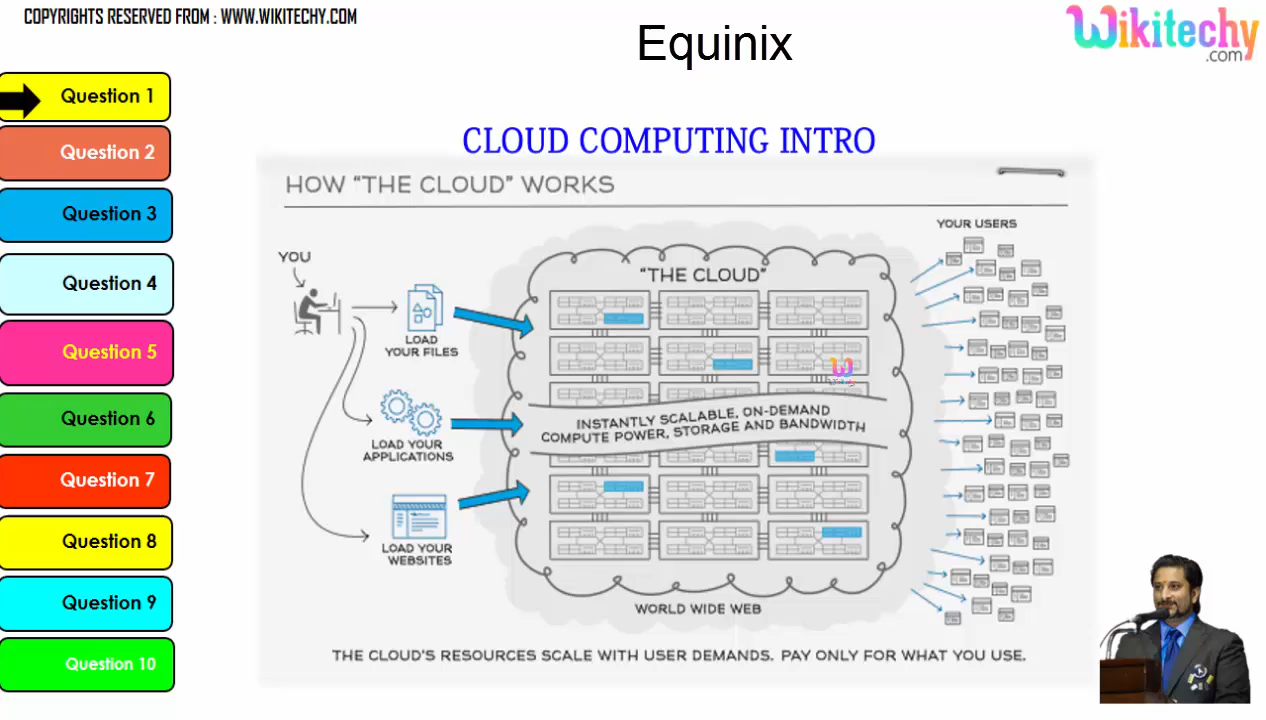 COPYRIGHTS RESERVED FROM : WWW.WIKITECHY.COM
Equinix
Wikitechy
.com
Question 1
Question 2
Question 3
Question 4
Question 5
Question 6
Question 7
Question 8
Question 9
Question 10
CLOUD COMPUTING INTRO
HOW “THE CLOUD” WORKS
YOU
LOAD
YOUR FILES
LOAD YOUR
APPLICATIONS
LOAD YOUR
WEBSITES
“THE CLOUD”
INSTANTLY SCALABLE, ON-DEMAND
COMPUTE POWER, STORAGE AND BANDWIDTH
WORLD WIDE WEB
YOUR USERS
THE CLOUD'S RESOURCES SCALE WITH USER DEMANDS. PAY ONLY FOR WHAT YOU USE.